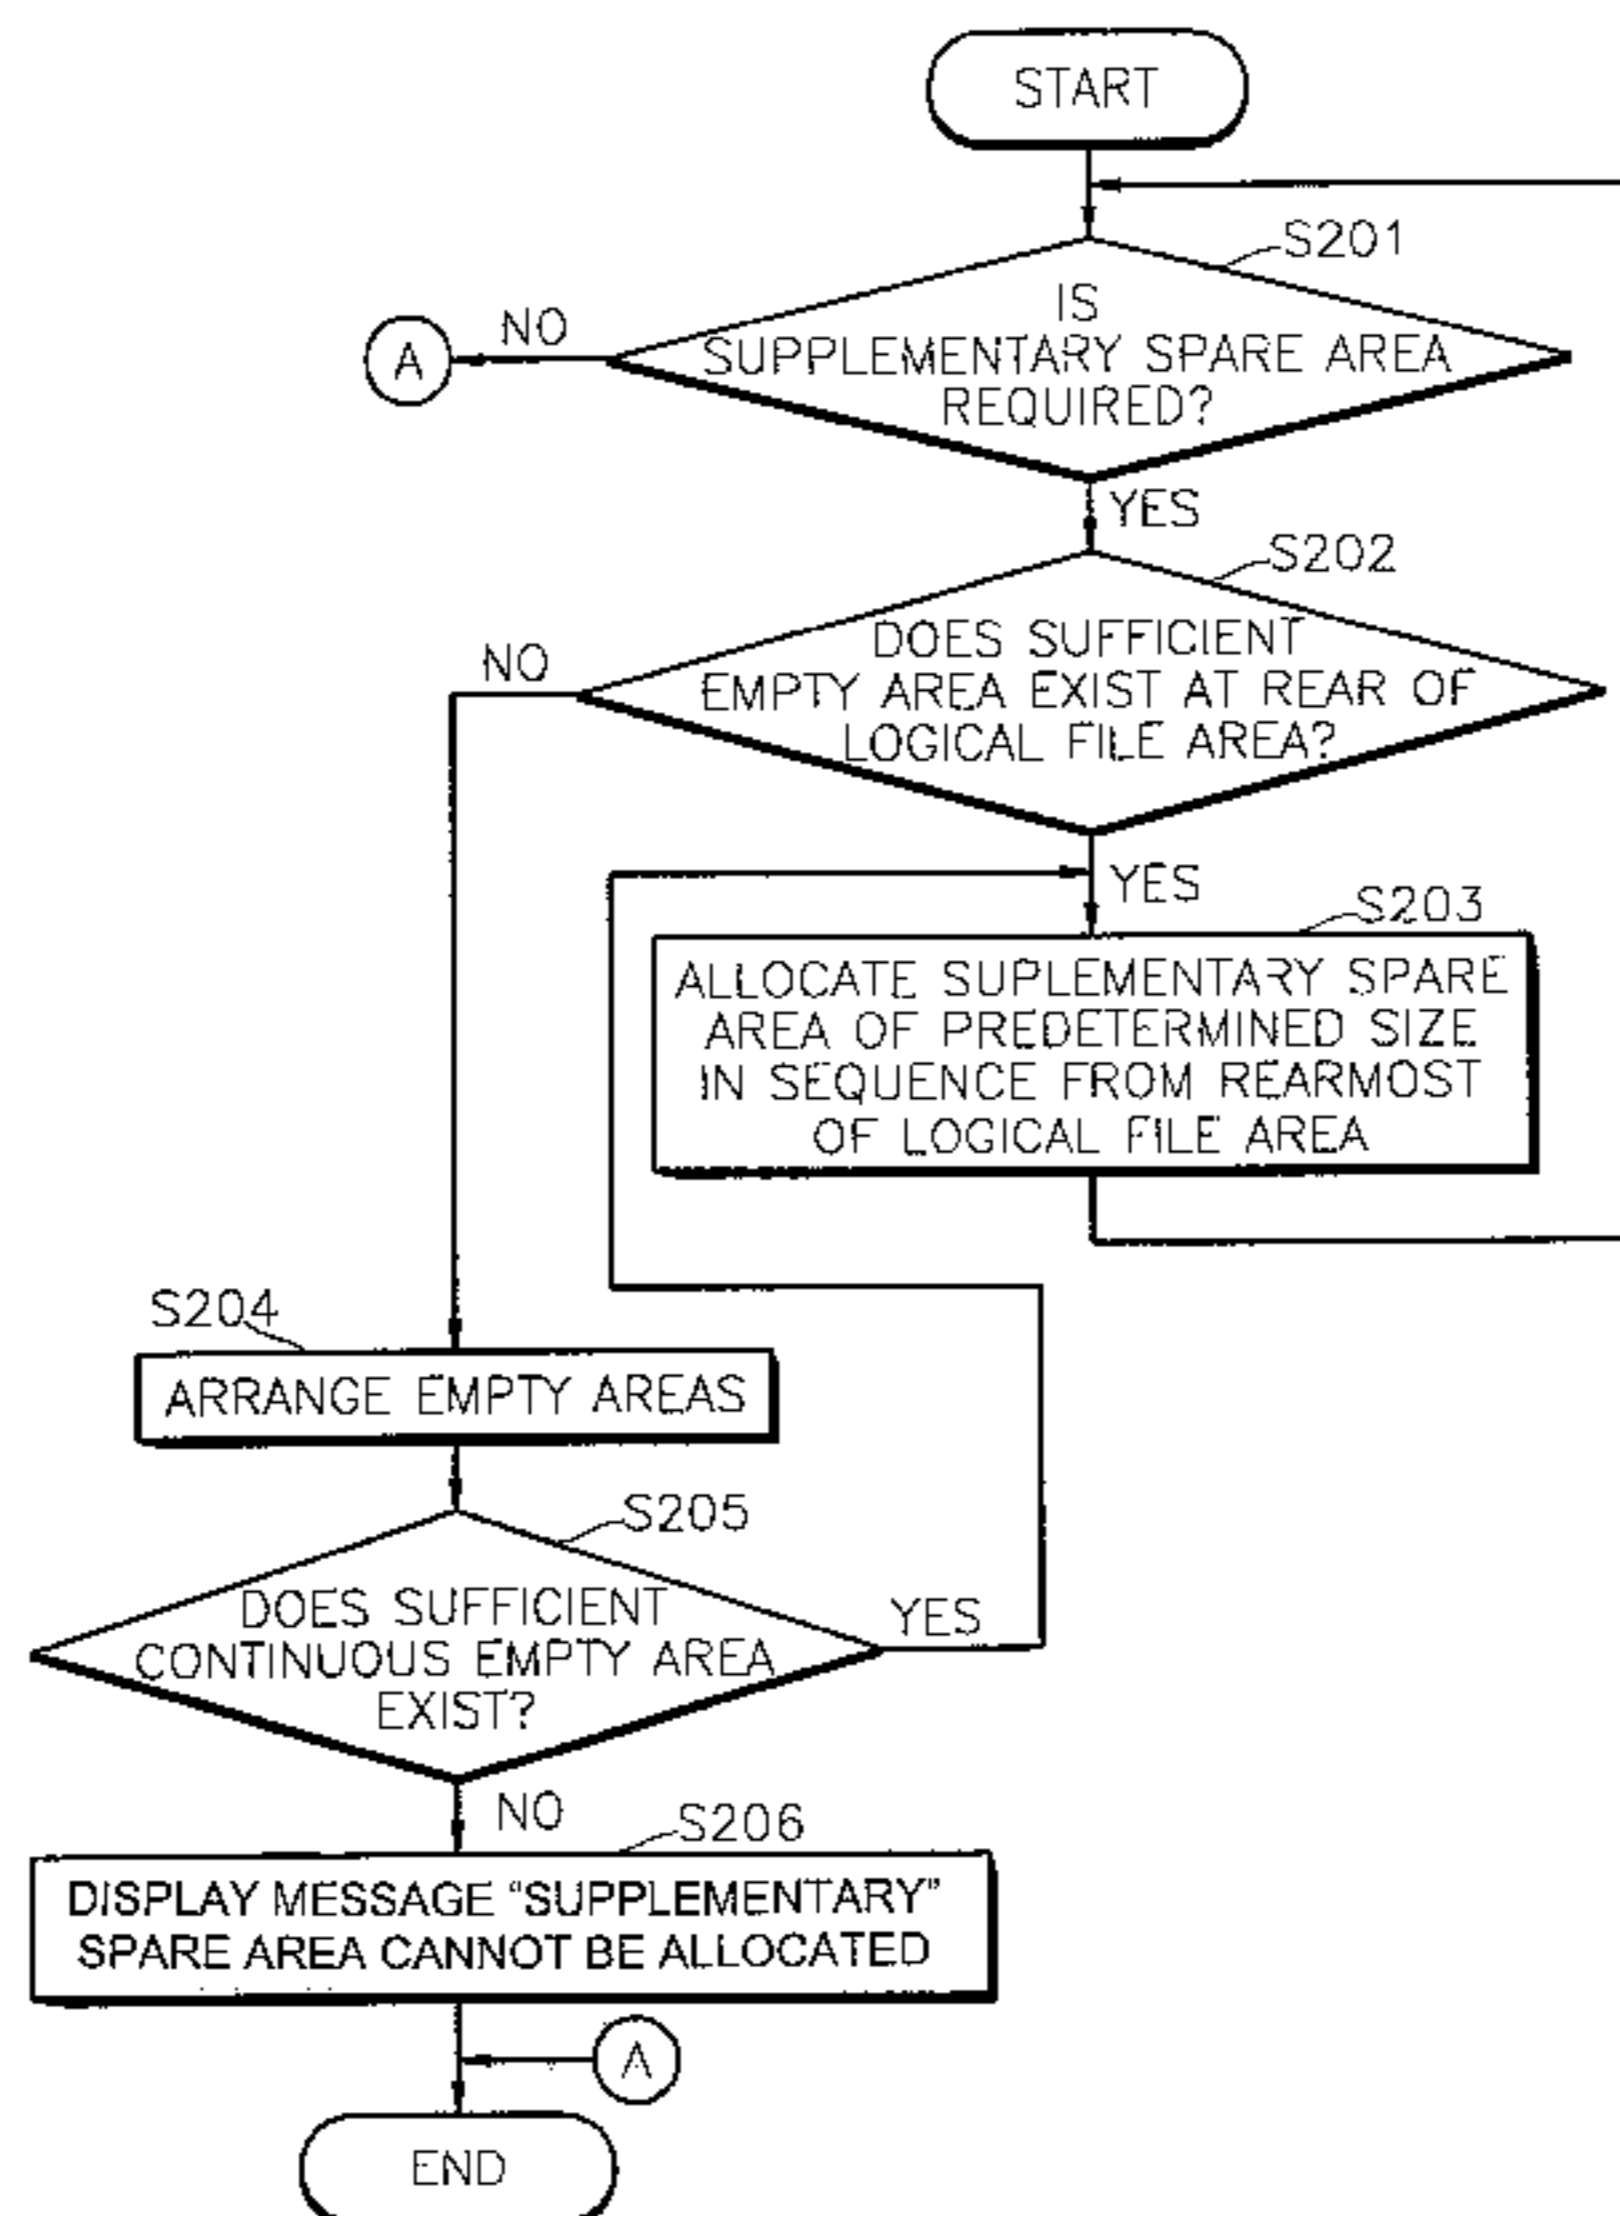 START
S201
IS
SUPPLEMENTARY SPARE AREA
REQUIRED?
NO
A
YES
S202
DOES SUFFICIENT
EMPTY AREA EXIST AT REAR OF
LOGICAL FILE AREA?
NO
YES
S203
ALLOCATE SUPLEMENTARY SPARE
AREA OF PREDETERMINED SIZE
IN SEQUENCE FROM REARMOST
OF LOGICAL FILE AREA
S204
ARRANGE EMPTY AREAS
S205
DOES SUFFICIENT
CONTINUOUS EMPTY AREA
EXIST?
YES
NO
S206
DISPLAY MESSAGE “SUPPLEMENTARY”
SPARE AREA CANNOT BE ALLOCATED
A
END